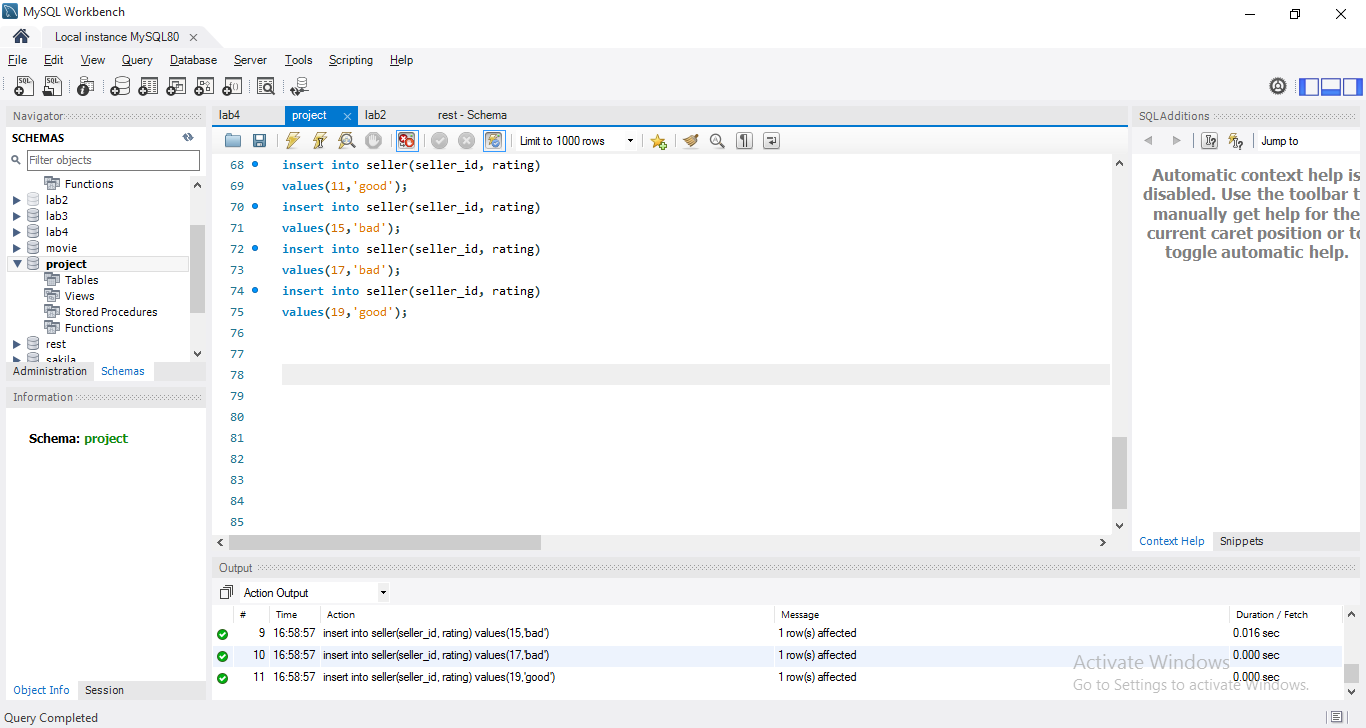 MySQL Workbench
Local instance MySQL80
File Edit View Query Database Server Tools Scripting Help
Navigator
SCHEMAS
Filter objects
Functions
lab2
lab3
lab4
movie
project
Tables
Views
Stored Procedures
Functions
rest
sakila
Administration Schemas
Information
Schema: project
Object Info Session
lab4 project lab2 rest - Schema
Limit to 1000 rows
68 insert into seller(seller_id, rating)
69 values(11,'good');
70 insert into seller(seller_id, rating)
71 values(15,'bad');
72 insert into seller(seller_id, rating)
73 values(17,'bad');
74 insert into seller(seller_id, rating)
75 values(19,'good');
76
77
78
79
80
81
82
83
84
85
SQLAdditions
Jump to
Automatic context help is
disabled. Use the toolbar t
manually get help for the
current caret position or to
toggle automatic help.
Context Help Snippets
Output
Action Output
# Time Action Message Duration / Fetch
9 16:58:57 insert into seller(seller_id, rating) values(15,'bad') 1 row(s) affected 0.016 sec
10 16:58:57 insert into seller(seller_id, rating) values(17,'bad') 1 row(s) affected 0.000 sec
11 16:58:57 insert into seller(seller_id, rating) values(19,'good') 1 row(s) affected 0.000 sec
Activate Windows
Go to Settings to activate Windows.
Query Completed